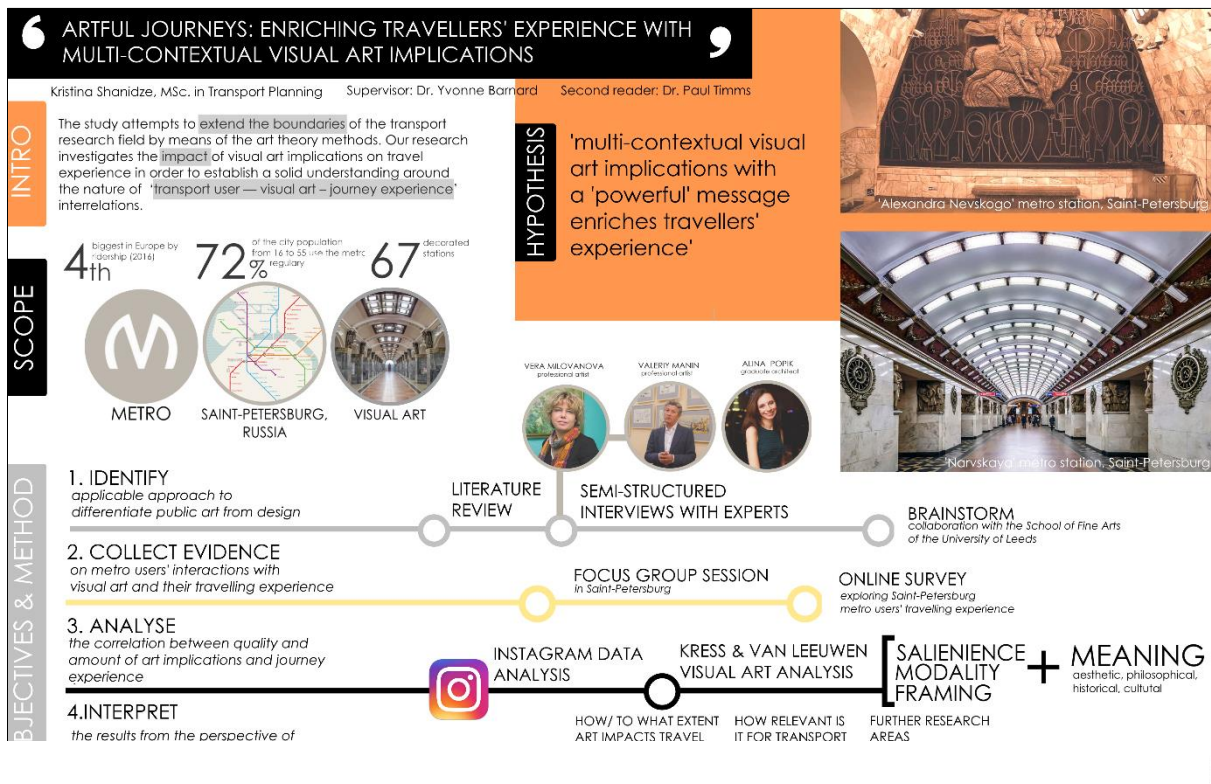 ARTFUL JOURNEYS: ENRICHING TRAVELLERS' EXPERIENCE WITH
MULTI-CONTEXTUAL VISUAL ART IMPLICATIONS
Kristina Shanidze, MSc. in Transport Planning
Supervisor: Dr. Yvonne Barnard
Second reader: Dr. Paul Timms
INTRO
The study attempts to extend the boundaries of the transport
research field by means of the art theory methods. Our research
investigates the impact of visual art implications on travel
experience in order to establish a solid understanding around
the nature of 'transport user — visual art – journey experience'
interrelations.
HYPOTHESIS
'multi-contextual visual
art implications with
a 'powerful' message
enriches travellers'
experience'
'Alexandra Nevskogo' metro station, Saint-Petersburg
SCOPE
4th
biggest in Europe by
ridership (2016)
72%
of the city population
from 16 to 55 use the metro
regulary
67
decorated
stations
METRO
SAINT-PETERSBURG,
RUSSIA
VISUAL ART
VERA MILOVANOVA
professional artist
VALERIY MANIN
professional artist
ALINA POPIK
graduate architect
'Narvskaya' metro station, Saint-Petersburg
BJECTIVES & METHOD
1. IDENTIFY
applicable approach to
differentiate public art from design
LITERATURE
REVIEW
SEMI-STRUCTURED
INTERVIEWS WITH EXPERTS
BRAINSTORM
collaboration with the School of Fine Arts
of the University of Leeds
2. COLLECT EVIDENCE
on metro users' interactions with
visual art and their travelling experience
FOCUS GROUP SESSION
in Saint-Petersburg
ONLINE SURVEY
exploring Saint-Petersburg
metro users' travelling experience
3. ANALYSE
the correlation between quality and
amount of art implications and journey
experience
INSTAGRAM DATA
ANALYSIS
KRESS & VAN LEEUWEN
VISUAL ART ANALYSIS
SALIENIENCE
MODALITY
FRAMING
+
MEANING
aesthetic, philosophical,
historical, cultutal
4.INTERPRET
the results from the perspective of
HOW/ TO WHAT EXTENT
ART IMPACTS TRAVEL
HOW RELEVANT IS
IT FOR TRANSPORT
FURTHER RESEARCH
AREAS